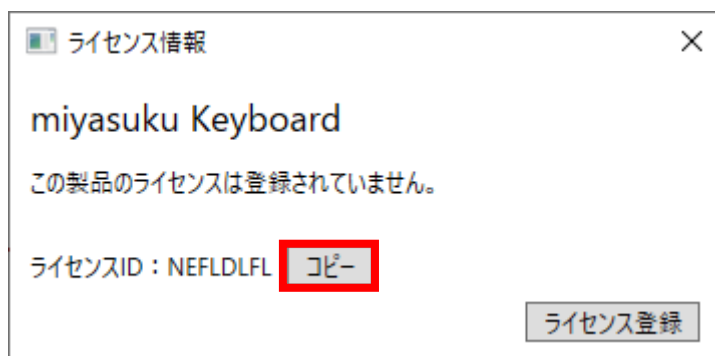 ライセンス情報
miyasuku Keyboard
この製品のライセンスは登録されていません。
ライセンスID：NEFLDLFL コピー
ライセンス登録